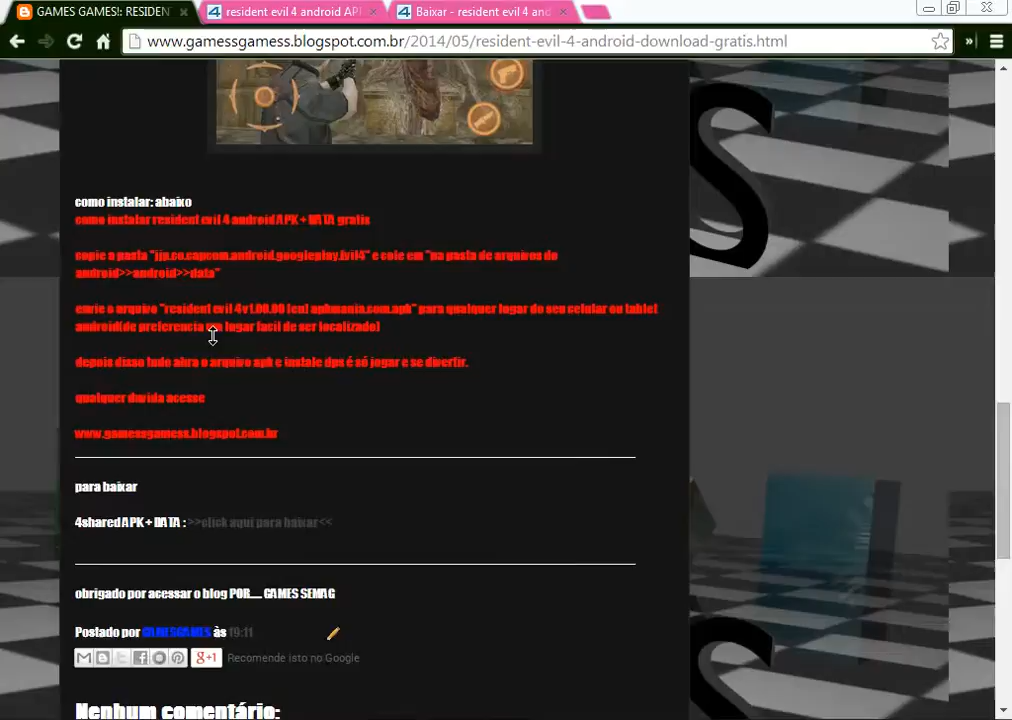 GAMES GAMES!: RESIDEN
resident evil 4 android AP
Baixar - resident evil 4 and
www.gamessgamess.blogspot.com.br/2014/05/resident-evil-4-android-download-gratis.html
como instalar: abaixo
como instalar resident evil 4 android APK + DATA gratis
copie a pasta "jjp.co.capcom.android.googleplay.Evil4" e cole em "na pasta de arquivos do
android>>android>>data"
envie o arquivo "resident evil 4 v1.00.00 [en] apkmania.com.apk" para qualquer lugar do seu celular ou tablet
android(de preferencia um lugar facil de ser localizado)
depois disso tudo abra o arquivo apk e instale dps é só jogar e se divertir.
qualquer duvida acesse
www.gamessgamess.blogspot.com.br
para baixar
4shared APK + DATA : >>click aqui para baixar<<
obrigado por acessar o blog POR..... GAMES SEMAG
Postado por GAMESGAMES às 19:11
g+1 Recomende isto no Google
Nenhum comentário: